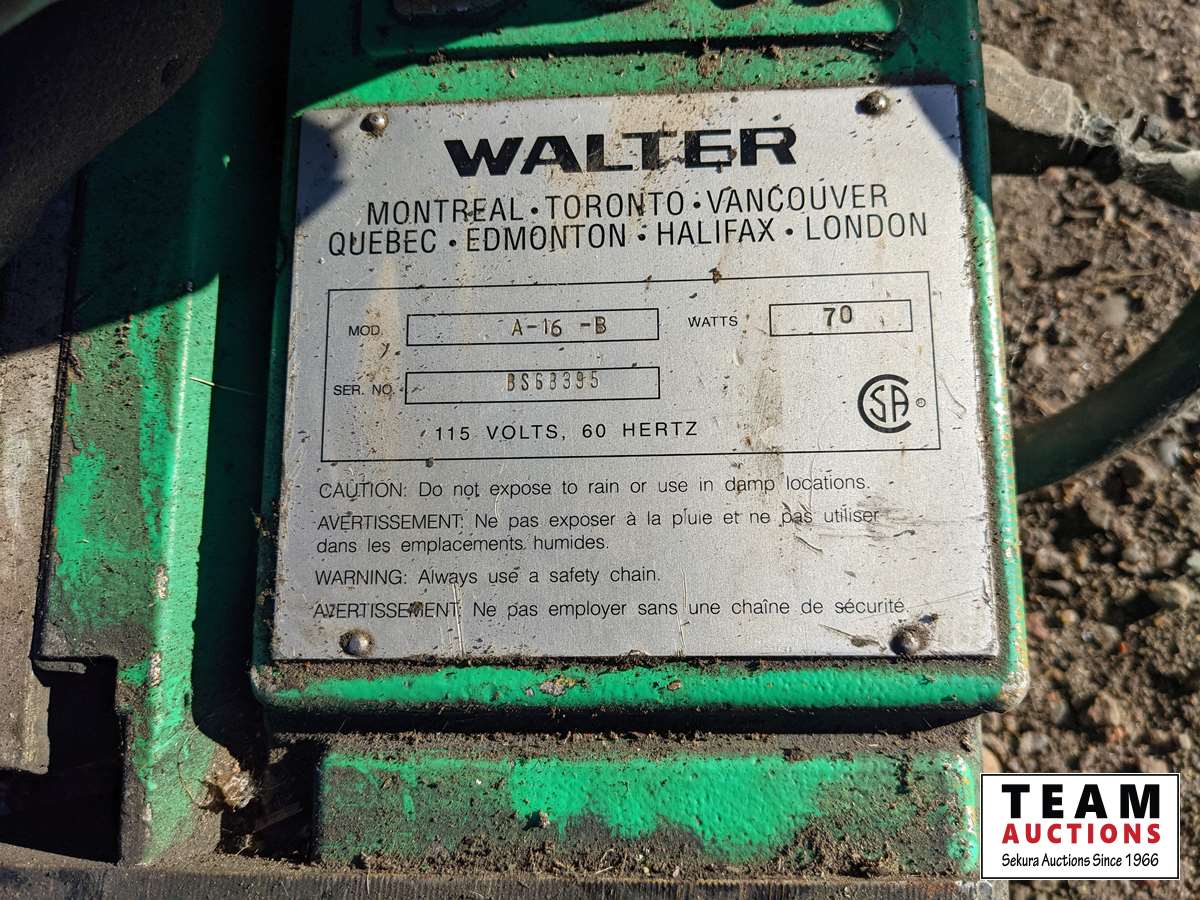 WALTER
MONTREAL • TORONTO • VANCOUVER
QUEBEC • EDMONTON • HALIFAX • LONDON
MOD. A-16 -B WATTS 70
SER. NO. BS68395
CSA ®
115 VOLTS, 60 HERTZ
CAUTION: Do not expose to rain or use in damp locations.
AVERTISSEMENT: Ne pas exposer à la pluie et ne pas utiliser
dans les emplacements humides.
WARNING: Always use a safety chain.
AVERTISSEMENT: Ne pas employer sans une chaîne de sécurité.
TEAM
AUCTIONS
Sekura Auctions Since 1966